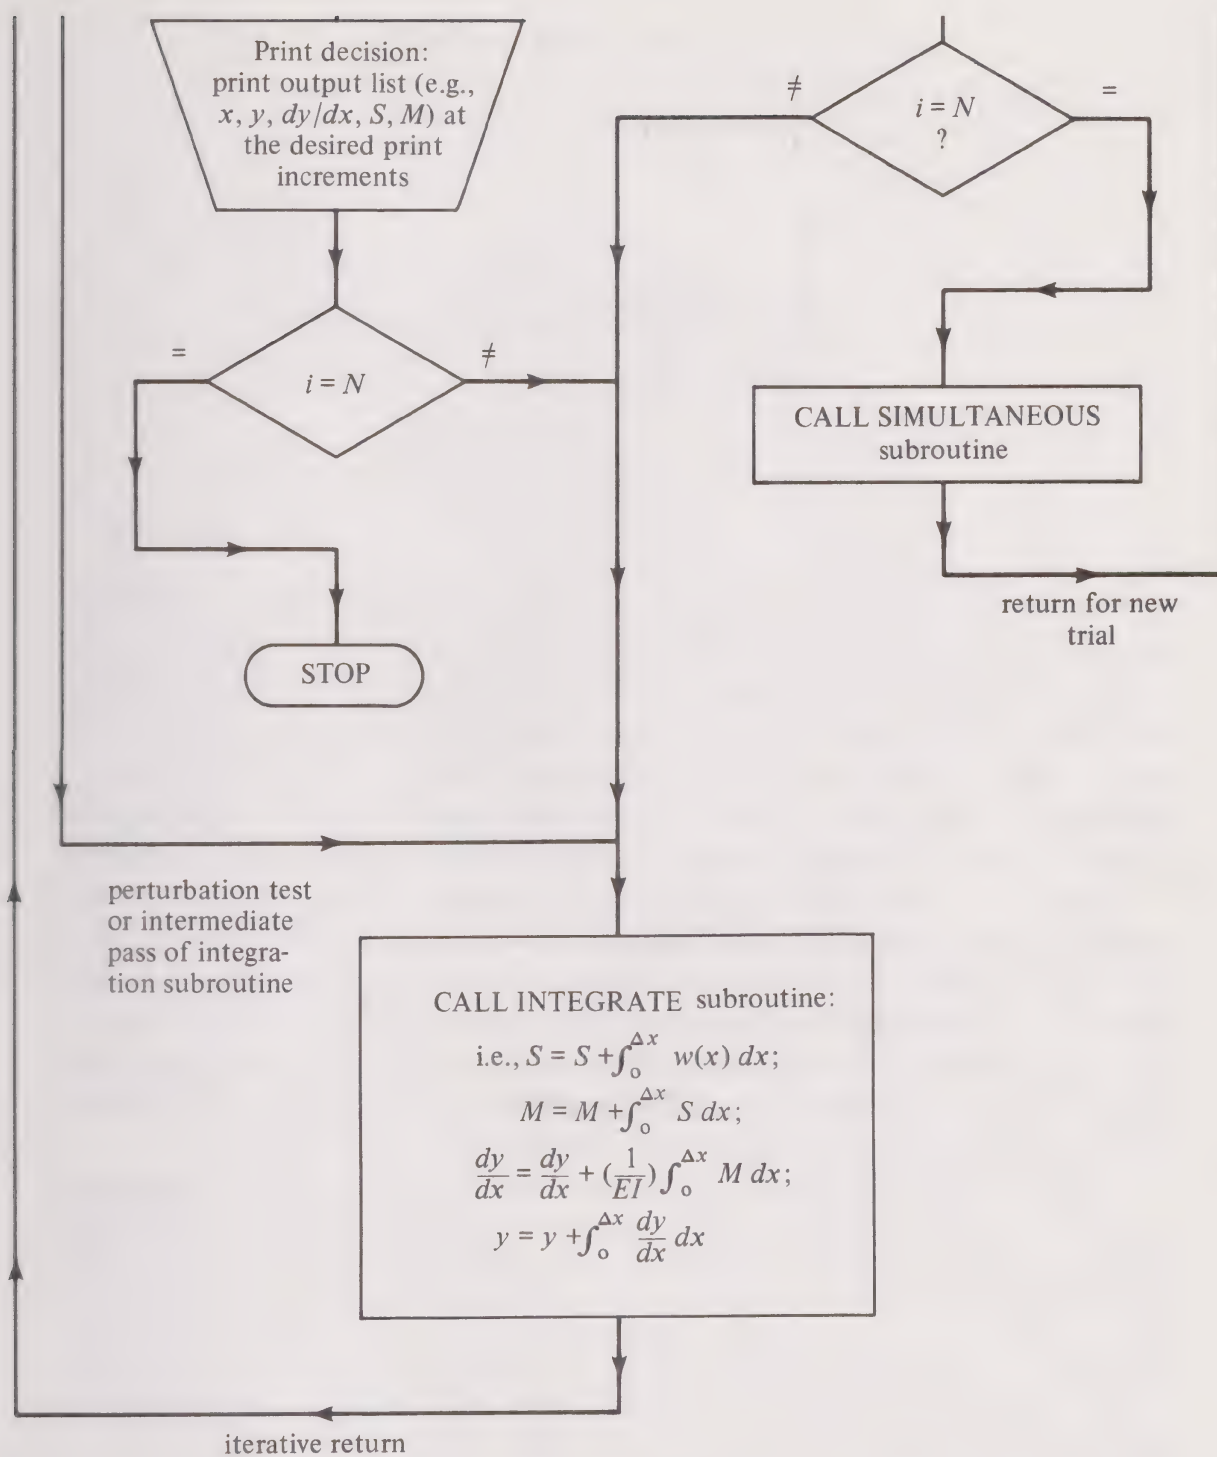 Print decision:
print output list (e.g.,
x, y, dy/dx, S, M) at
the desired print
increments
=
i = N
≠
STOP
≠
i = N
?
=
CALL SIMULTANEOUS
subroutine
return for new
trial
perturbation test
or intermediate
pass of integra-
tion subroutine
CALL INTEGRATE subroutine:
i.e., S = S + ∫₀^Δx w(x) dx;
M = M + ∫₀^Δx S dx;
dy/dx = dy/dx + (1/EI) ∫₀^Δx M dx;
y = y + ∫₀^Δx dy/dx dx
iterative return